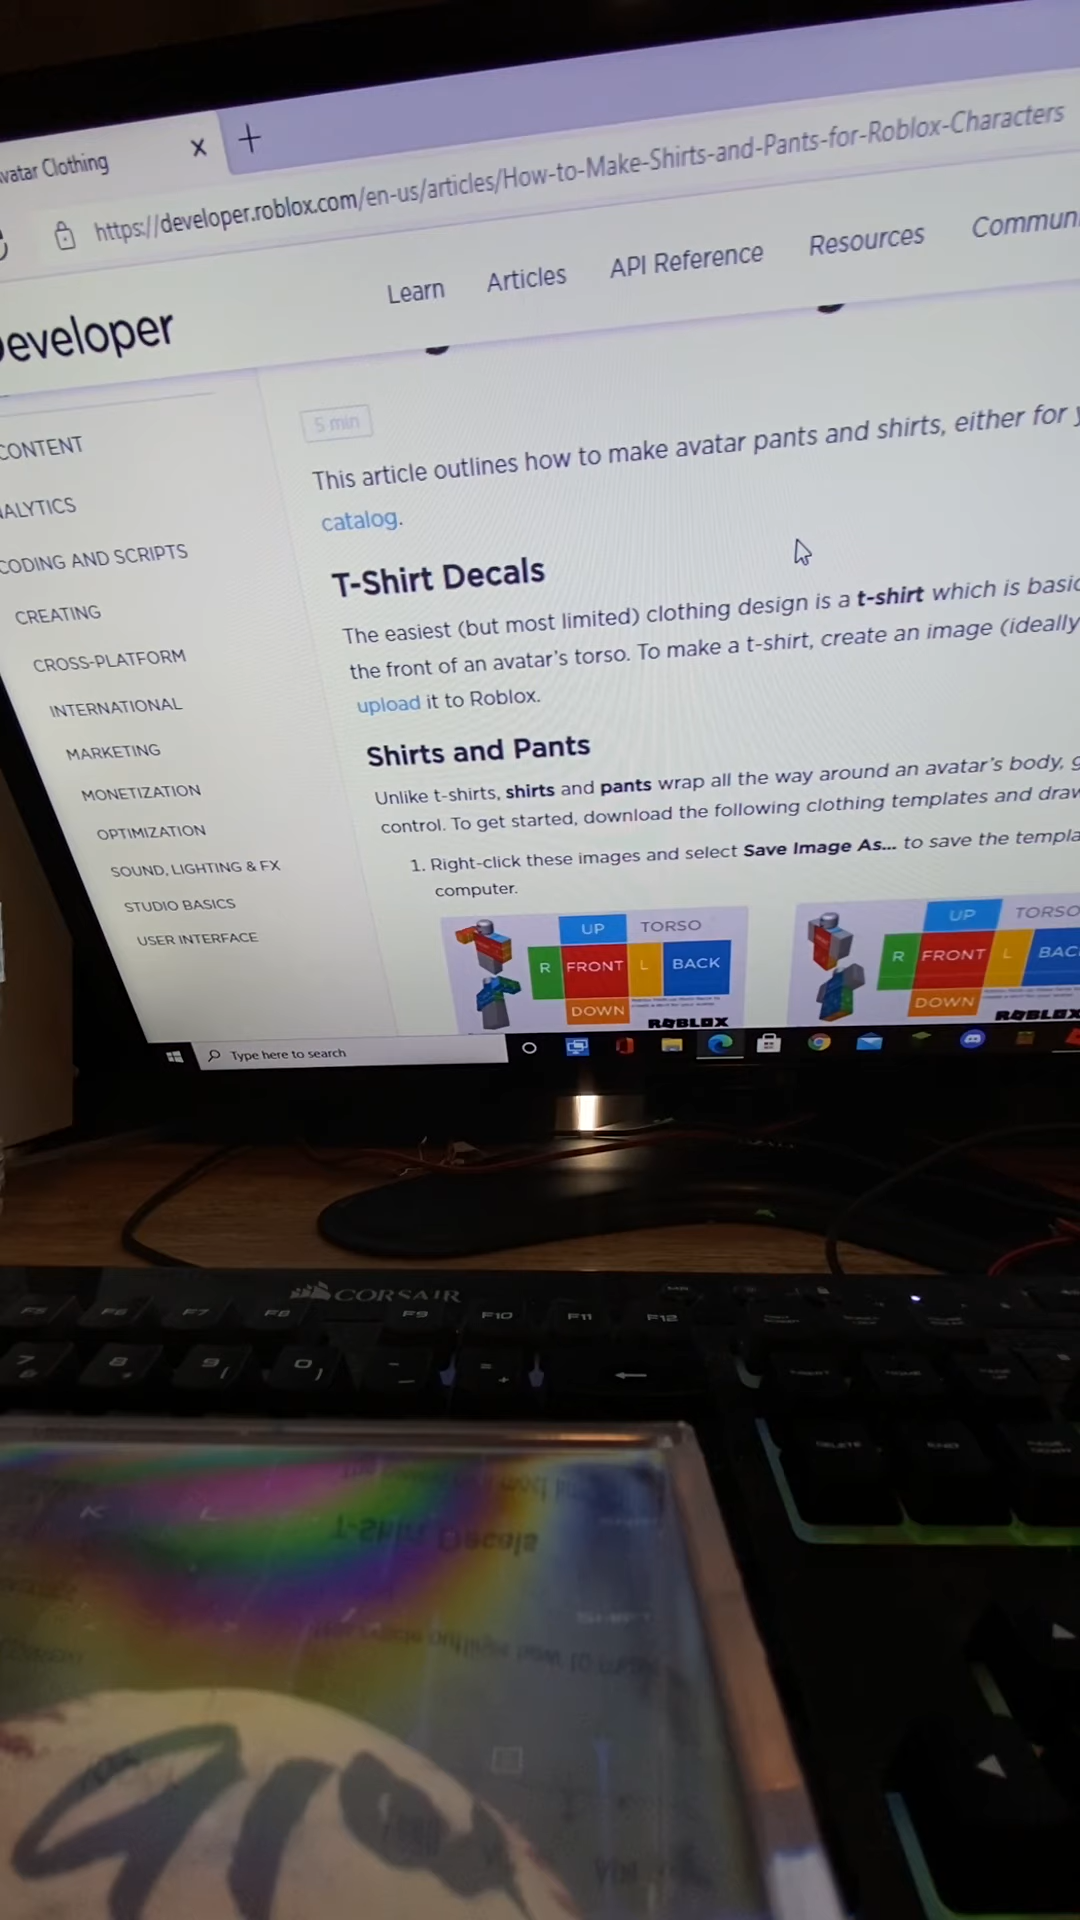 vatar Clothing
https://developer.roblox.com/en-us/articles/How-to-Make-Shirts-and-Pants-for-Roblox-Characters
Learn Articles API Reference Resources Commun
Developer
CONTENT
ALYTICS
CODING AND SCRIPTS
CREATING
CROSS-PLATFORM
INTERNATIONAL
MARKETING
MONETIZATION
OPTIMIZATION
SOUND, LIGHTING & FX
STUDIO BASICS
USER INTERFACE
5 min
This article outlines how to make avatar pants and shirts, either for y
catalog.
T-Shirt Decals
The easiest (but most limited) clothing design is a t-shirt which is basic
the front of an avatar's torso. To make a t-shirt, create an image (ideally
upload it to Roblox.
Shirts and Pants
Unlike t-shirts, shirts and pants wrap all the way around an avatar's body, g
control. To get started, download the following clothing templates and draw
1. Right-click these images and select Save Image As... to save the templa
computer.
UP TORSO
R FRONT L BACK
DOWN
ROBLOX
UP TORSO
R FRONT L BAC
DOWN
ROBLOX
Type here to search
CORSAIR
F5 F6 F7 F8 F9 F10 F11 F12
7 8 9 ( 0 ) - _ = +
DELETE END
K L